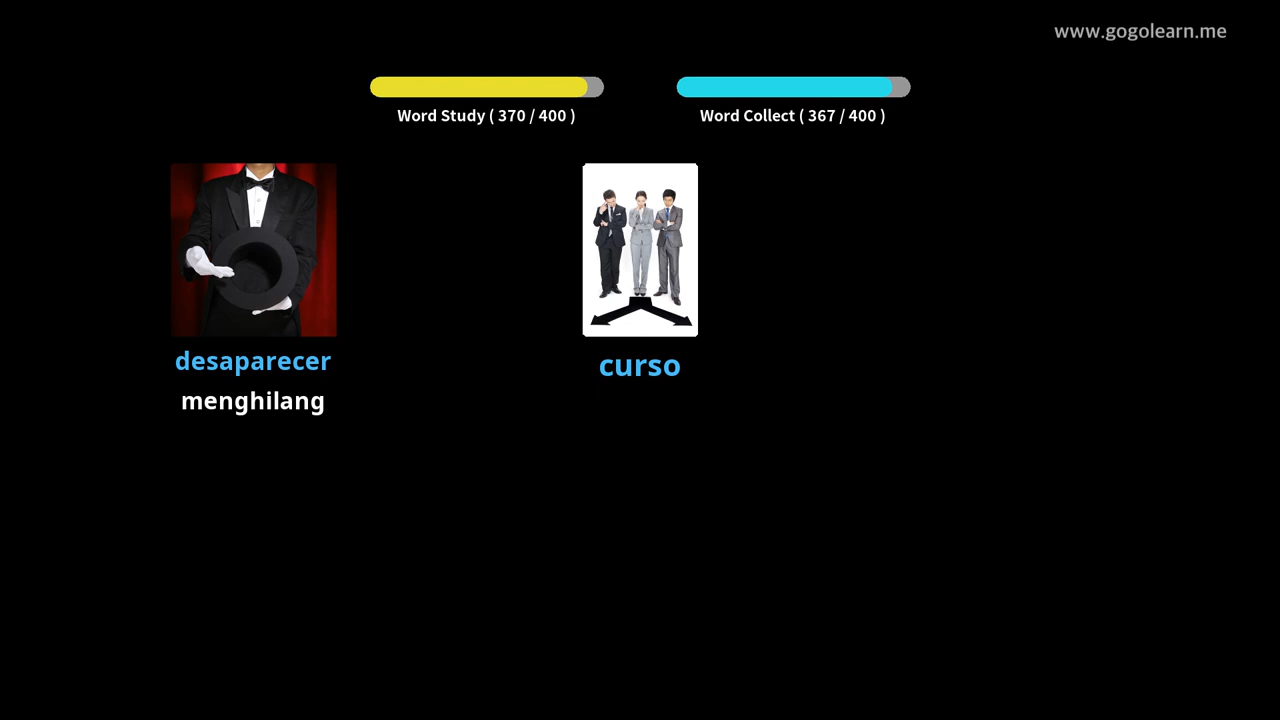 www.gogolearn.me
Word Study ( 370 / 400 )
Word Collect ( 367 / 400 )
desaparecer
menghilang
curso